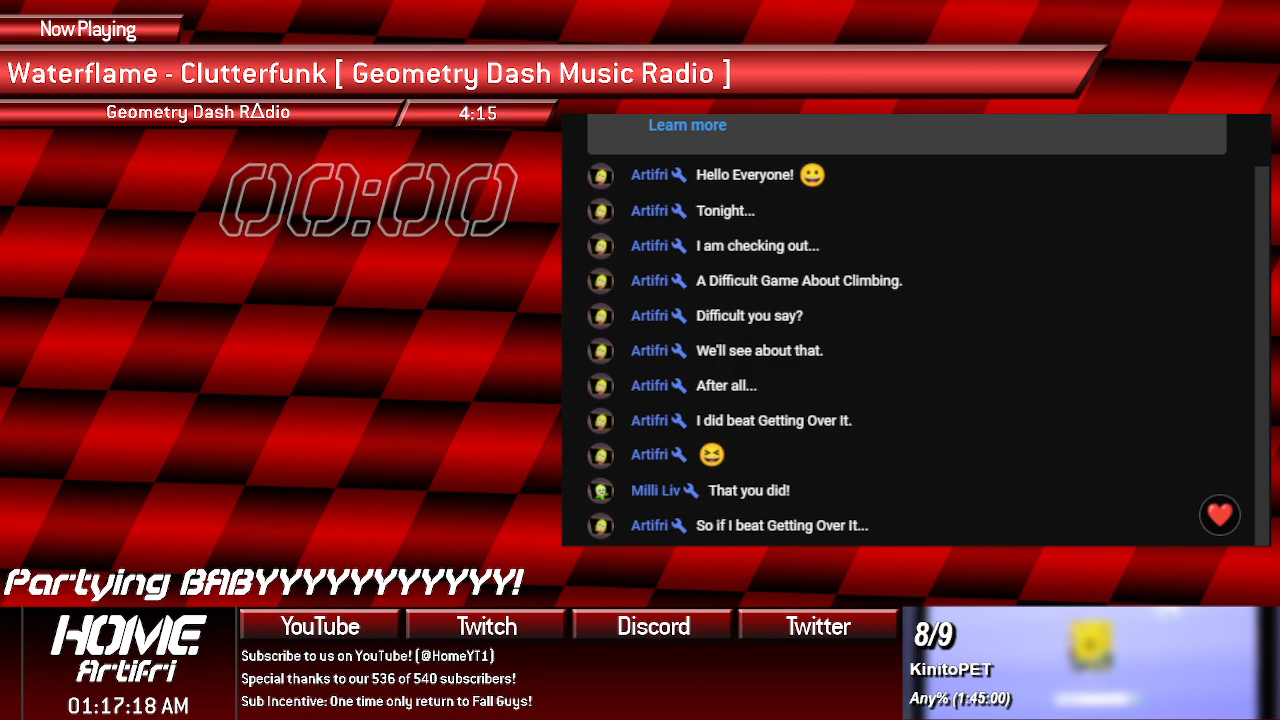 Now Playing
Waterflame - Clutterfunk [ Geometry Dash Music Radio ]
Geometry Dash RΔdio
4:15
00:00
Learn more
Artifri Hello Everyone! 😀
Artifri Tonight...
Artifri I am checking out...
Artifri A Difficult Game About Climbing.
Artifri Difficult you say?
Artifri We'll see about that.
Artifri After all...
Artifri I did beat Getting Over It.
Artifri 😆
Milli Liv That you did!
Artifri So if I beat Getting Over It...
Partying BABYYYYYYYYYYY!
HOME
Artifri
01:17:18 AM
YouTube
Twitch
Discord
Twitter
Subscribe to us on YouTube! (@HomeYT1)
Special thanks to our 536 of 540 subscribers!
Sub Incentive: One time only return to Fall Guys!
8/9
KinitoPET
Any% (1:45:00)